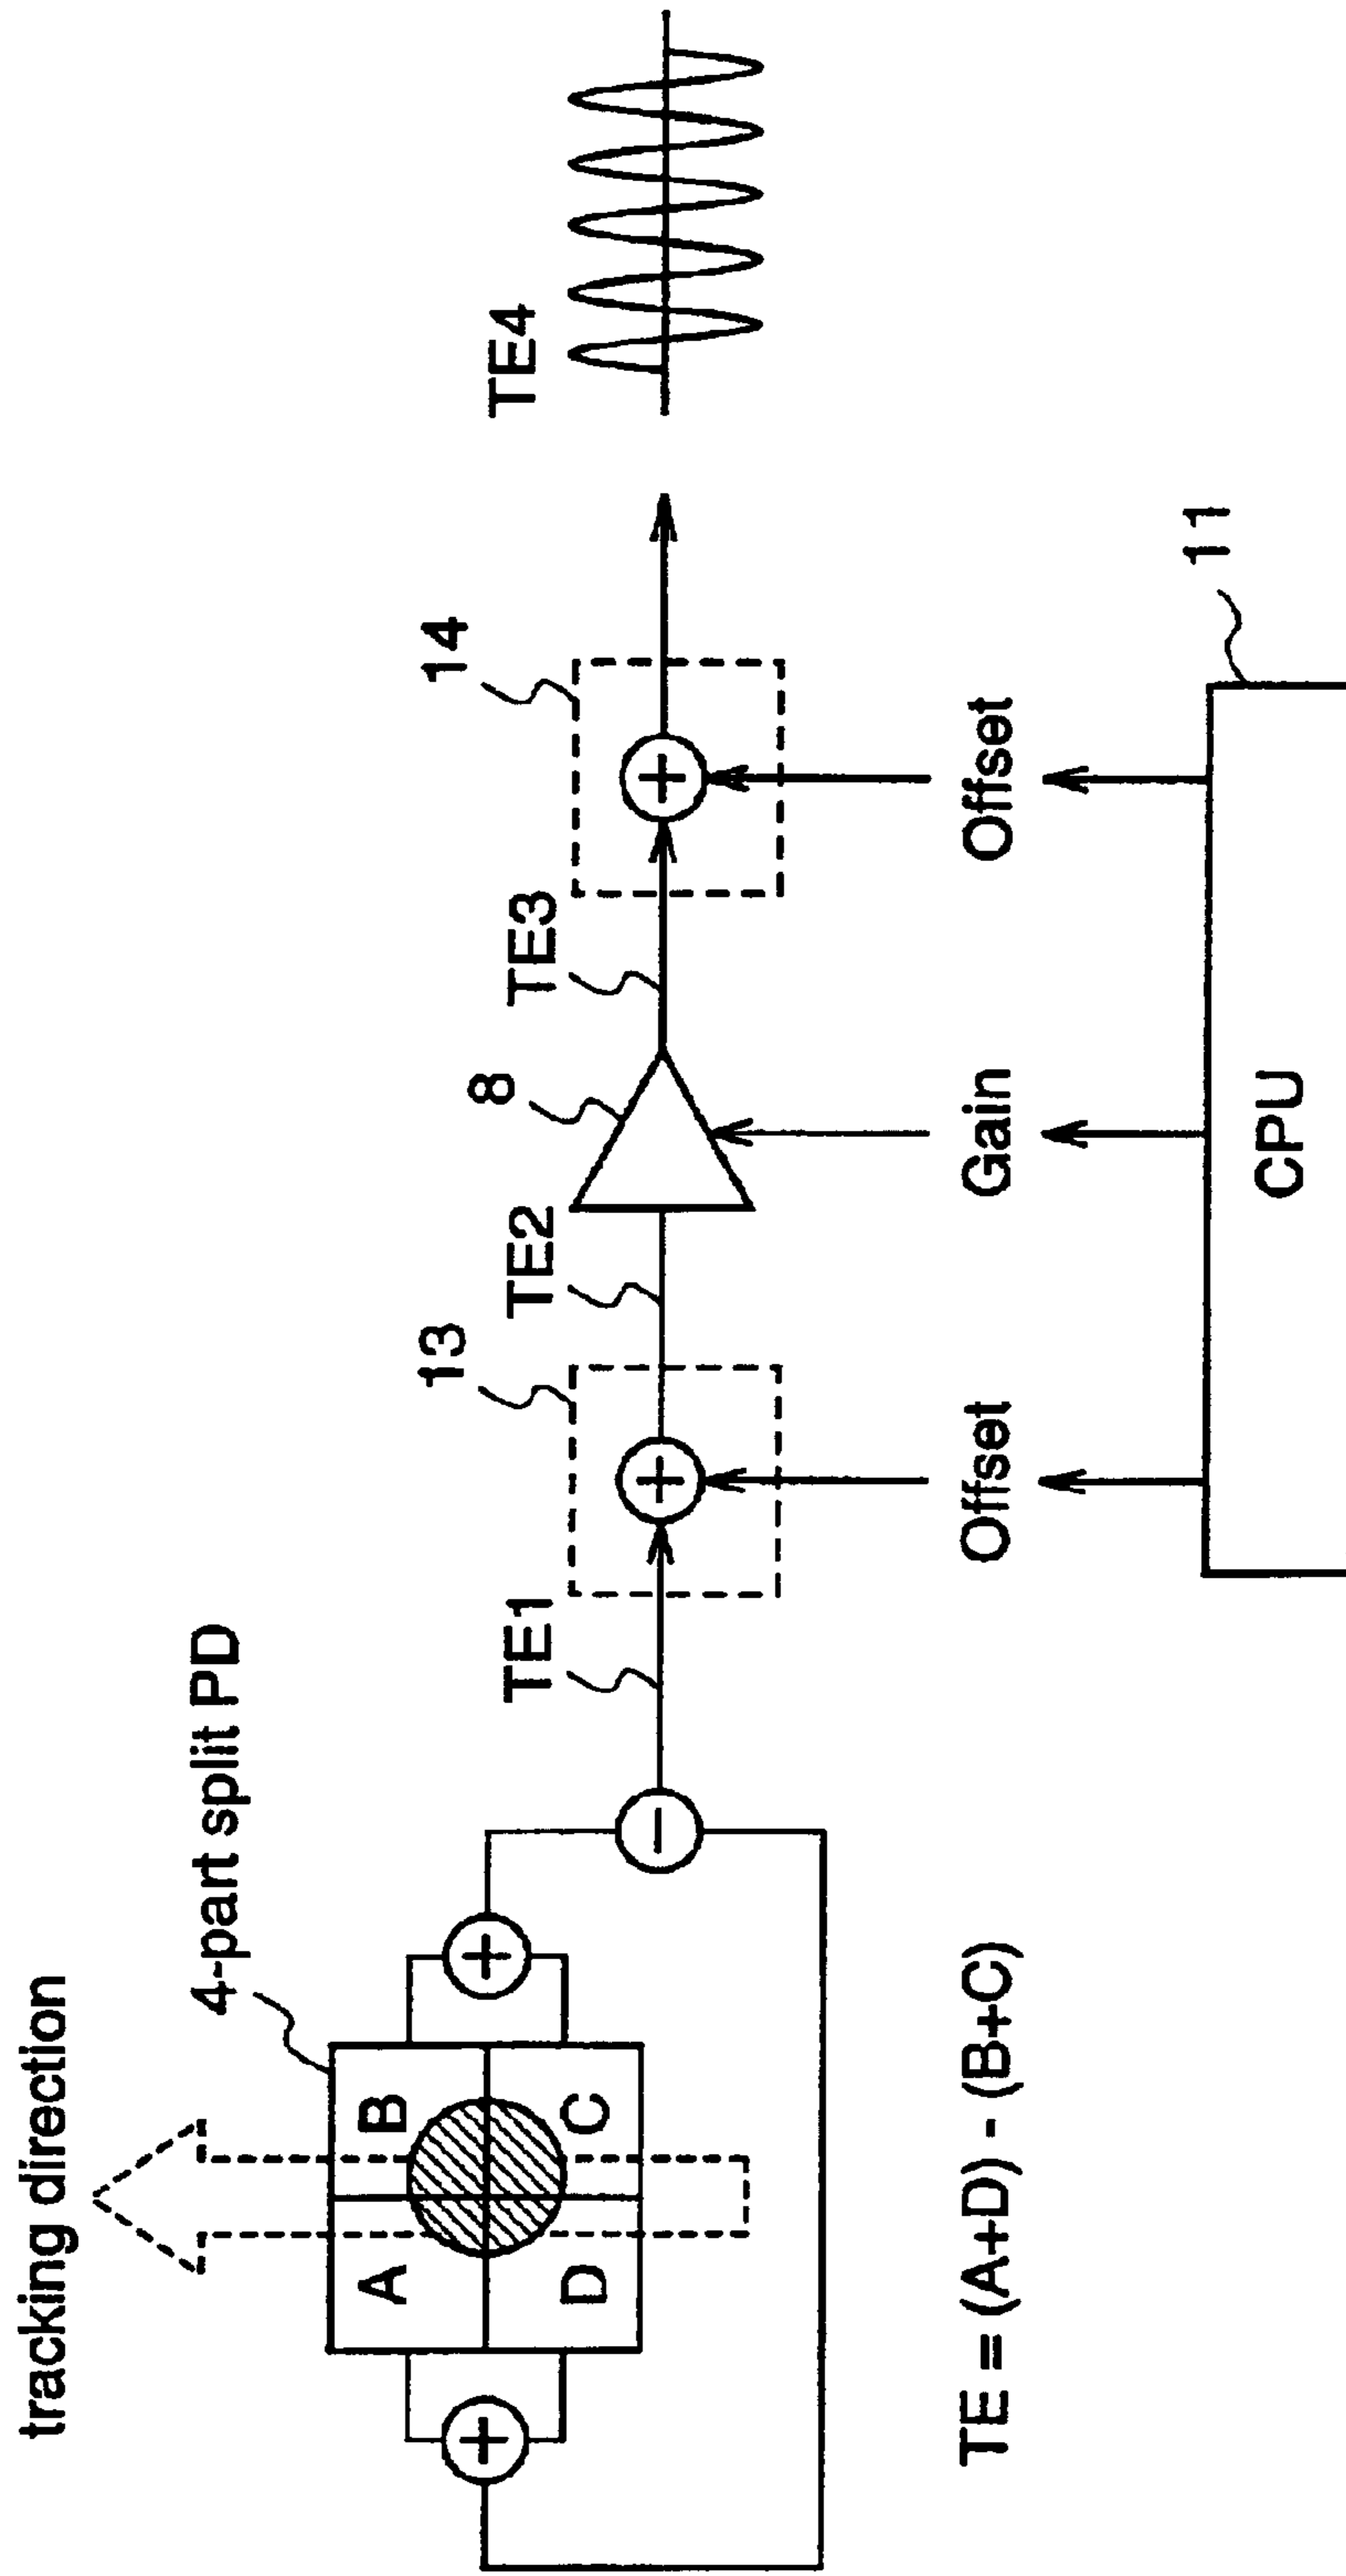 tracking direction
4-part split PD
A
B
D
C
+
+
-
TE = (A+D) - (B+C)
TE1
13
+
TE2
8
TE3
14
+
TE4
Offset
Gain
Offset
11
CPU